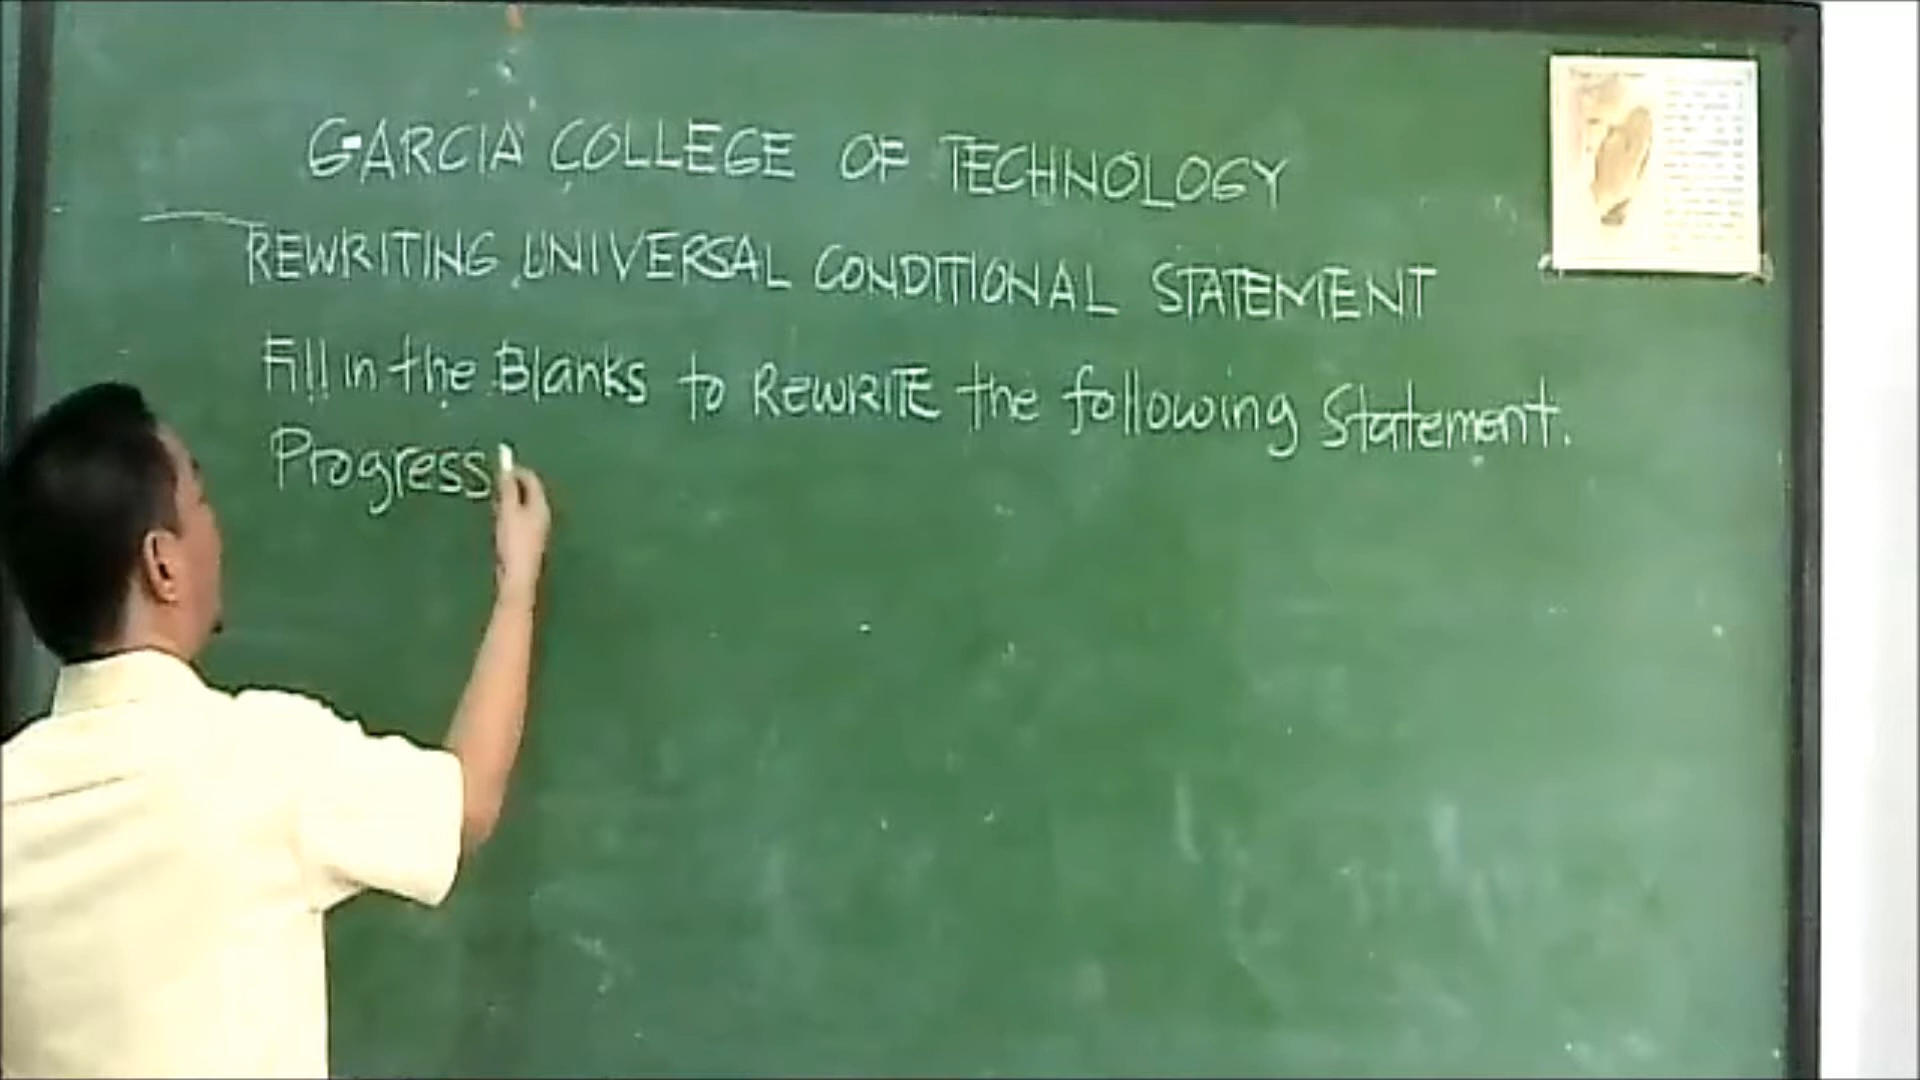 GARCIA COLLEGE OF TECHNOLOGY
REWRITING UNIVERSAL CONDITIONAL STATEMENT
Fill in the Blanks to REWRITE the following Statement.
Progress